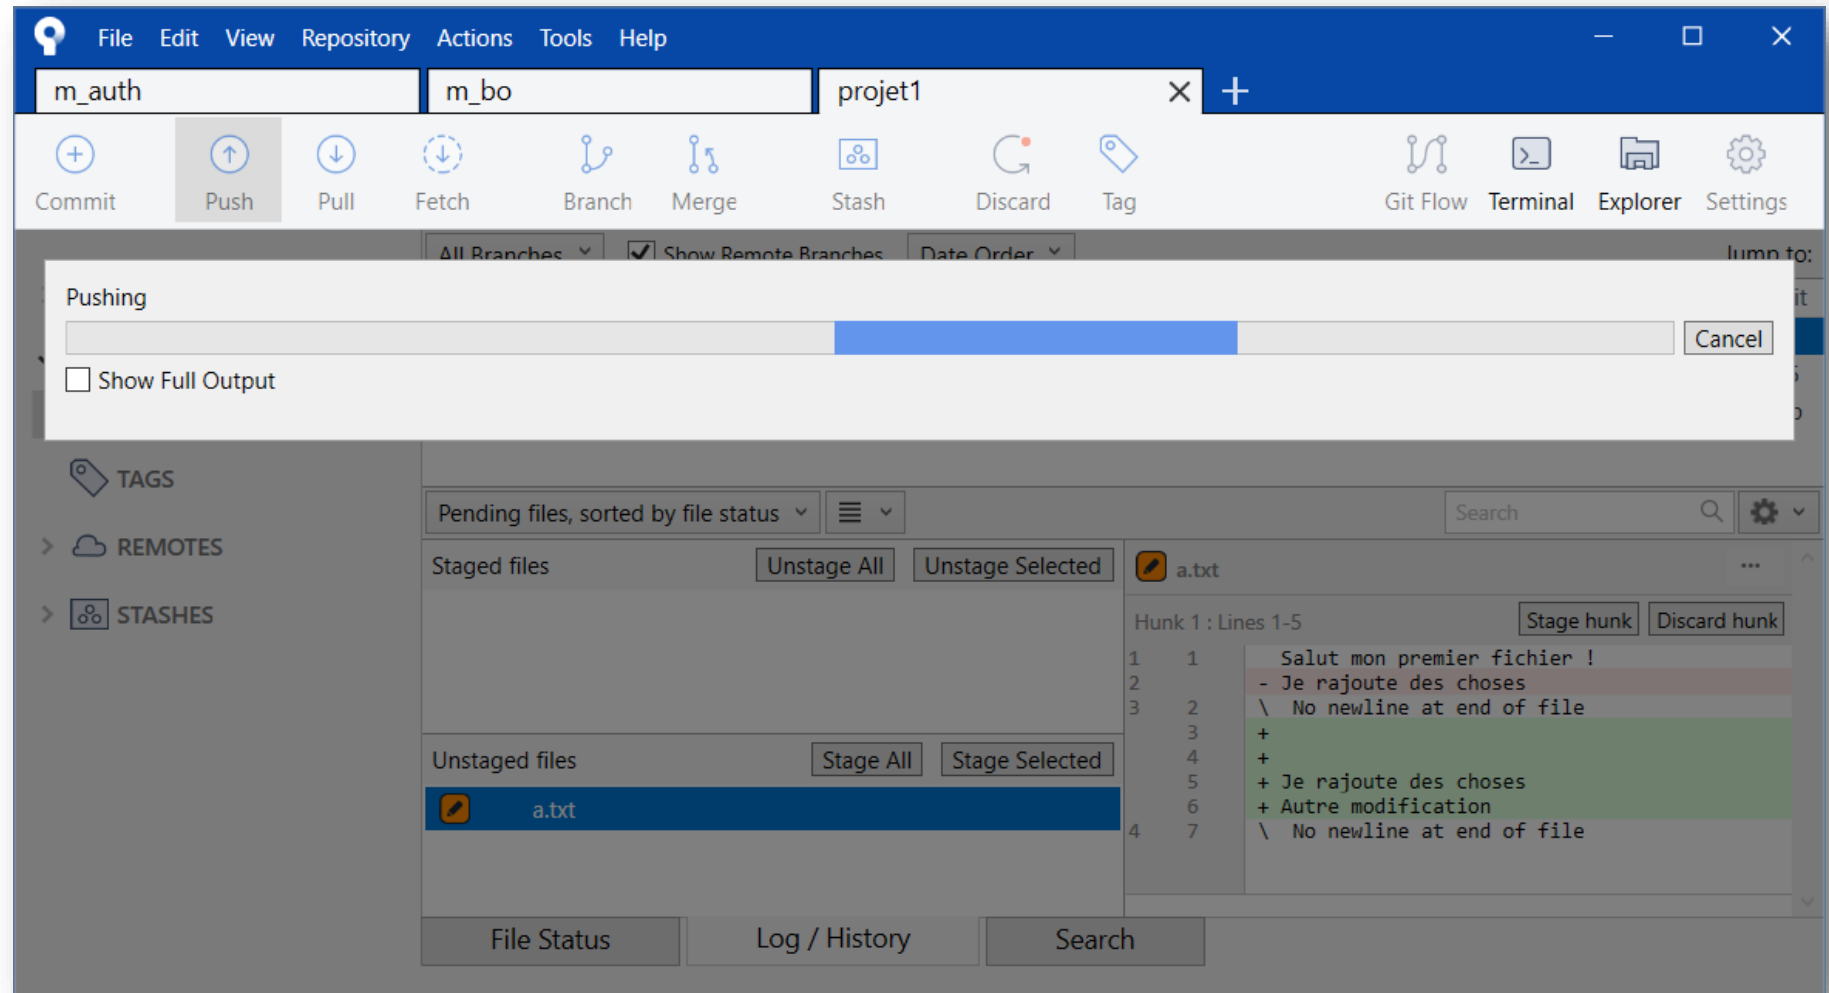 File Edit View Repository Actions Tools Help
m_auth m_bo projet1
Commit Push Pull Fetch Branch Merge Stash Discard Tag Git Flow Terminal Explorer Settings
All Branches Show Remote Branches Date Order Jump to:
Pushing
Cancel
Show Full Output
TAGS
Pending files, sorted by file status Search
REMOTES
Staged files Unstage All Unstage Selected a.txt ...
STASHES
Hunk 1 : Lines 1-5 Stage hunk Discard hunk
1 1 Salut mon premier fichier !
2 - Je rajoute des choses
3 2 \ No newline at end of file
3 +
4 +
5 + Je rajoute des choses
6 + Autre modification
4 7 \ No newline at end of file
Unstaged files Stage All Stage Selected
a.txt
File Status Log / History Search